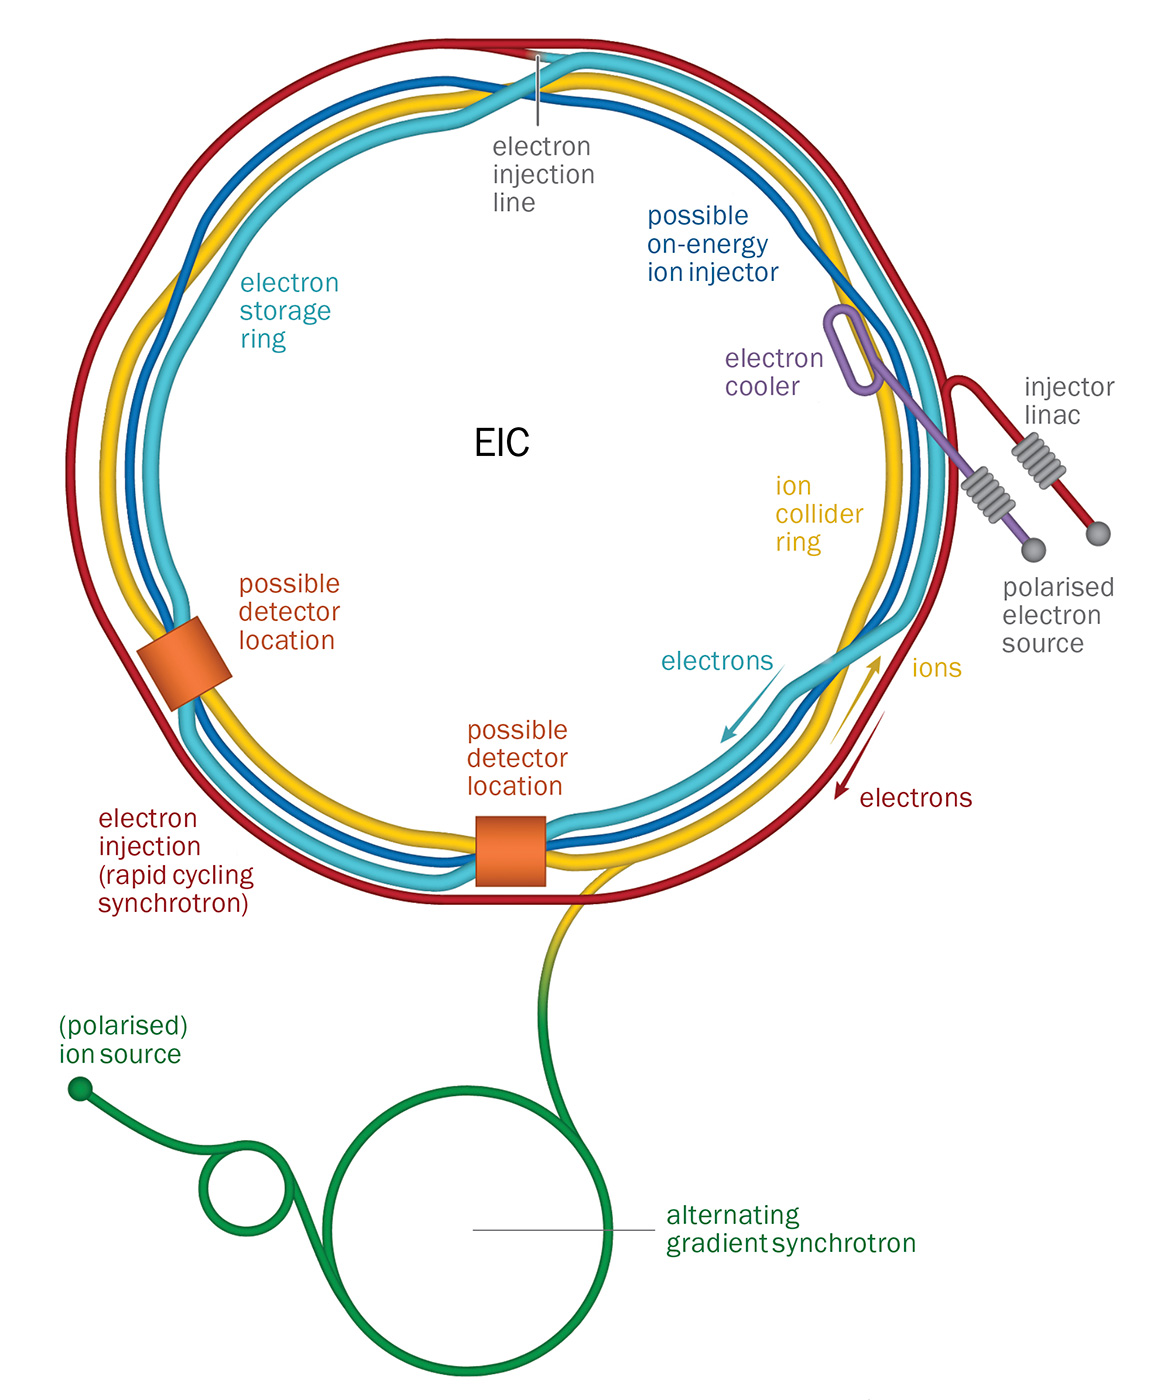 electron
injection
line
possible
on-energy
ion injector
electron
storage
ring
electron
cooler
injector
linac
EIC
ion
collider
ring
possible
detector
location
polarised
electron
source
electrons
ions
possible
detector
location
electrons
electron
injection
(rapid cycling
synchrotron)
(polarised)
ion source
alternating
gradient synchrotron